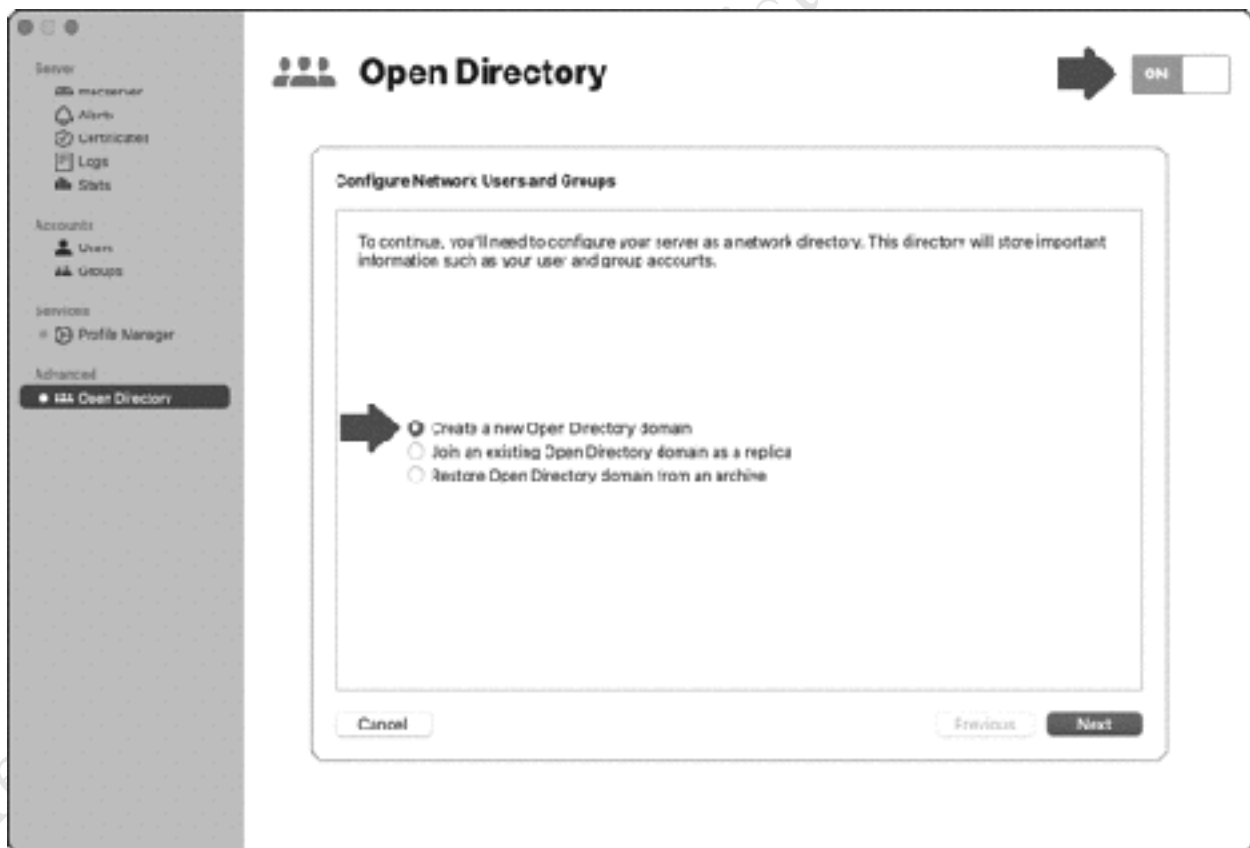 Server
macserver
Alerts
Certificates
Logs
Stats
Accounts
Users
Groups
Services
Profile Manager
Advanced
Open Directory
Open Directory
ON
Configure Network Users and Groups
To continue, you'll need to configure your server as a network directory. This directory will store important
information such as your user and group accounts.
Create a new Open Directory domain
Join an existing Open Directory domain as a replica
Restore Open Directory domain from an archive
Cancel
Previous
Next